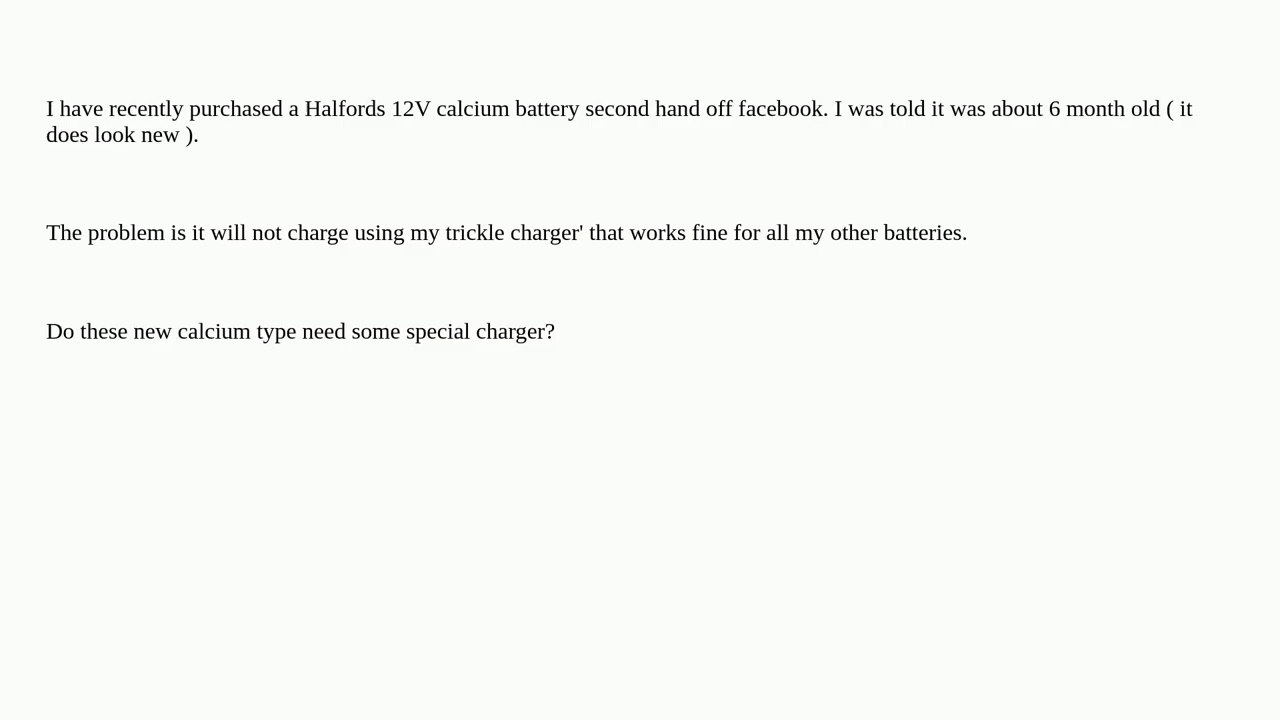 I have recently purchased a Halfords 12V calcium battery second hand off facebook. I was told it was about 6 month old ( it
does look new ).
The problem is it will not charge using my trickle charger' that works fine for all my other batteries.
Do these new calcium type need some special charger?